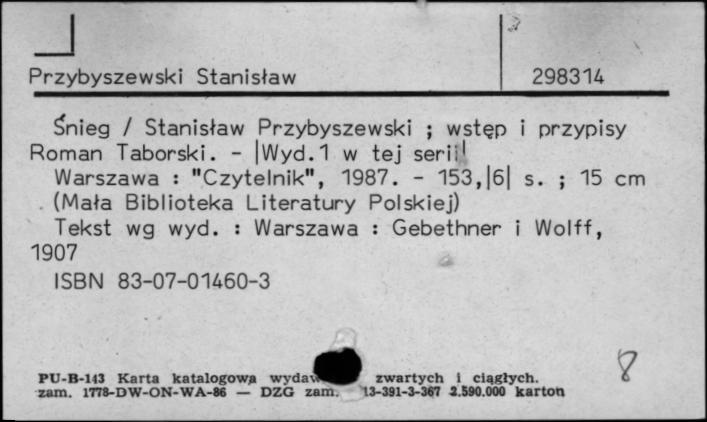 Przybyszewski Stanisław 298314
Śnieg / Stanisław Przybyszewski ; wstęp i przypisy
Roman Taborski. - |Wyd.1 w tej serii|
Warszawa : "Czytelnik", 1987. - 153,|6| s. ; 15 cm
(Mała Biblioteka Literatury Polskiej)
Tekst wg wyd. : Warszawa : Gebethner i Wolff,
1907
ISBN 83-07-01460-3
8
PU-B-143 Karta katalogowa zwartych i ciągłych.
zam. 1778-DW-ON-WA-86 — DZG zam. 13-391-3-367 2.590.000 karton